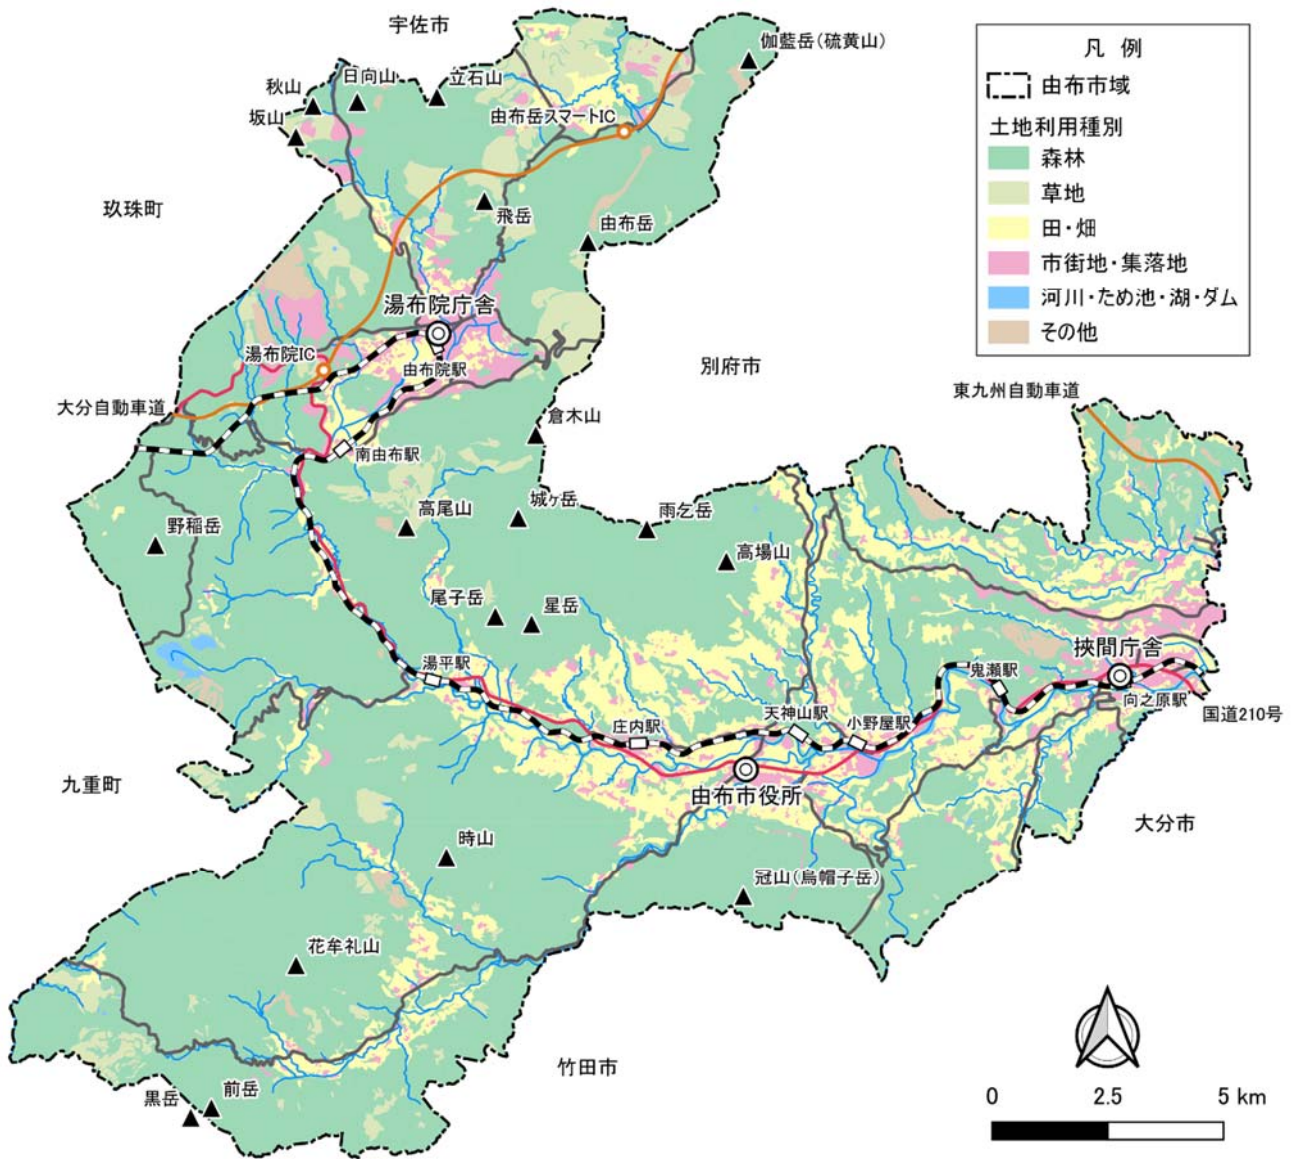 宇佐市
伽藍岳(硫黄山)
凡 例
由布市域
土地利用種別
森林
草地
田・畑
市街地・集落地
河川・ため池・湖・ダム
その他
秋山
日向山
立石山
坂山
由布岳スマートIC
玖珠町
飛岳
由布岳
湯布院庁舎
湯布院IC
由布院駅
別府市
大分自動車道
東九州自動車道
倉木山
南由布駅
野稲岳
高尾山
城ヶ岳
雨乞岳
高場山
尾子岳
星岳
湯平駅
挾間庁舎
鬼瀬駅
向之原駅
国道210号
庄内駅
天神山駅
小野屋駅
九重町
由布市役所
大分市
時山
冠山(烏帽子岳)
花牟礼山
竹田市
黒岳
前岳
0 2.5 5 km